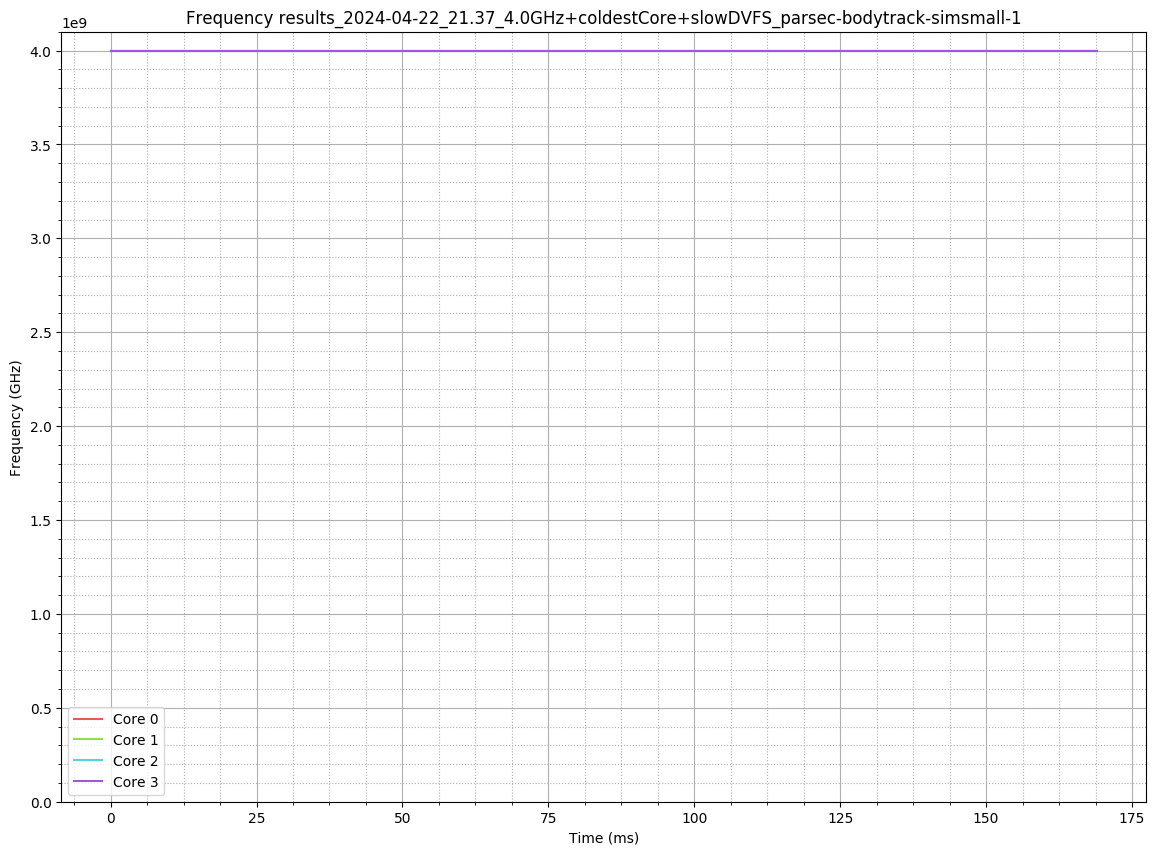 Frequency results_2024-04-22_21.37_4.0GHz+coldestCore+slowDVFS_parsec-bodytrack-simsmall-1
1e9
4.0
3.5
3.0
2.5
2.0
1.5
1.0
0.5
0.0
Frequency (GHz)
Core 0
Core 1
Core 2
Core 3
0 25 50 75 100 125 150 175
Time (ms)